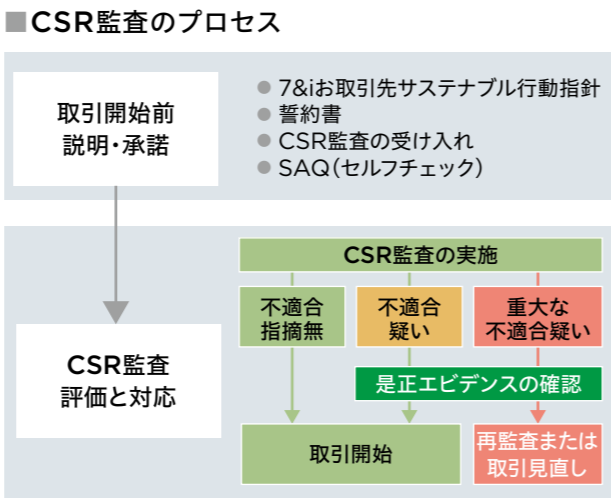 ■CSR監査のプロセス
取引開始前
説明・承諾
● 7&iお取引先サステナブル行動指針
● 誓約書
● CSR監査の受け入れ
● SAQ（セルフチェック）
CSR監査
評価と対応
CSR監査の実施
不適合
指摘無
不適合
疑い
重大な
不適合疑い
是正エビデンスの確認
取引開始
再監査または
取引見直し